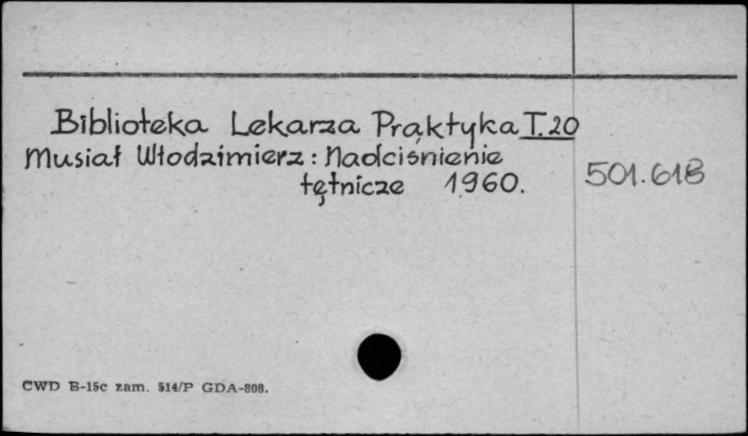 Biblioteka Lekarza Praktyka T.20
Musiał Włodzimierz: Nadciśnienie
tętnicze 1960.
501.618
CWD B-15c zam. 514/P GDA-808.